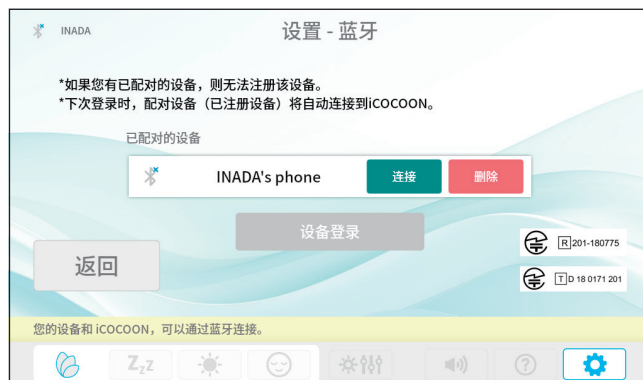 INADA
设置 - 蓝牙
*如果您有已配对的设备，则无法注册该设备。
*下次登录时，配对设备（已注册设备）将自动连接到iCOCOON。
已配对的设备
INADA's phone
连接
删除
设备登录
返回
R 201-180775
T D 18 0171 201
您的设备和 iCOCOON，可以通过蓝牙连接。
ZzZ
?